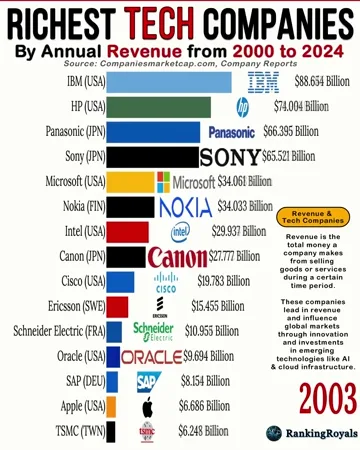 RICHEST TECH COMPANIES
By Annual Revenue from 2000 to 2024
Source: Companiesmarketcap.com, Company Reports
IBM (USA) IBM $88.654 Billion
HP (USA) hp $74.004 Billion
Panasonic (JPN) Panasonic $66.395 Billion
Sony (JPN) SONY $65.521 Billion
Microsoft (USA) Microsoft $34.061 Billion
Nokia (FIN) NOKIA $34.033 Billion
Intel (USA) intel $29.937 Billion
Canon (JPN) Canon $27.777 Billion
Cisco (USA) CISCO $19.783 Billion
Ericsson (SWE) ERICSSON $15.455 Billion
Schneider Electric (FRA) Schneider Electric $10.955 Billion
Oracle (USA) ORACLE $9.694 Billion
SAP (DEU) SAP $8.154 Billion
Apple (USA) $6.686 Billion
TSMC (TWN) tsmc $6.248 Billion
Revenue &
Tech Companies
Revenue is the
total money a
company makes
from selling
goods or services
during a certain
time period.
These companies
lead in revenue
and influence
global markets
through innovation
and investments
in emerging
technologies like AI
& cloud infrastructure.
2003
RankingRoyals